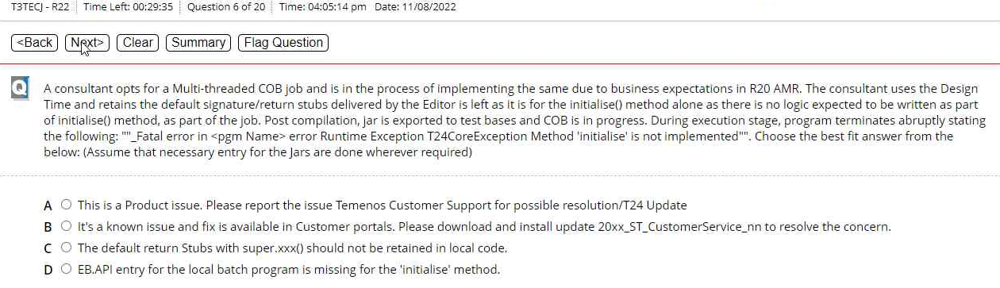 T3TECJ - R22 Time Left: 00:29:35 Question 6 of 20 Time: 04:05:14 pm Date: 11/08/2022
<Back Next> Clear Summary Flag Question
Q A consultant opts for a Multi-threaded COB job and is in the process of implementing the same due to business expectations in R20 AMR. The consultant uses the Design
Time and retains the default signature/return stubs delivered by the Editor is left as it is for the initialise() method alone as there is no logic expected to be written as part
of initialise() method, as part of the job. Post compilation, jar is exported to test bases and COB is in progress. During execution stage, program terminates abruptly stating
the following: ""_Fatal error in <pgm Name> error Runtime Exception T24CoreException Method 'initialise' is not implemented"". Choose the best fit answer from the
below: (Assume that necessary entry for the Jars are done wherever required)
A This is a Product issue. Please report the issue Temenos Customer Support for possible resolution/T24 Update
B It's a known issue and fix is available in Customer portals. Please download and install update 20xx_ST_CustomerService_nn to resolve the concern.
C The default return Stubs with super.xxx() should not be retained in local code.
D EB.API entry for the local batch program is missing for the 'initialise' method.